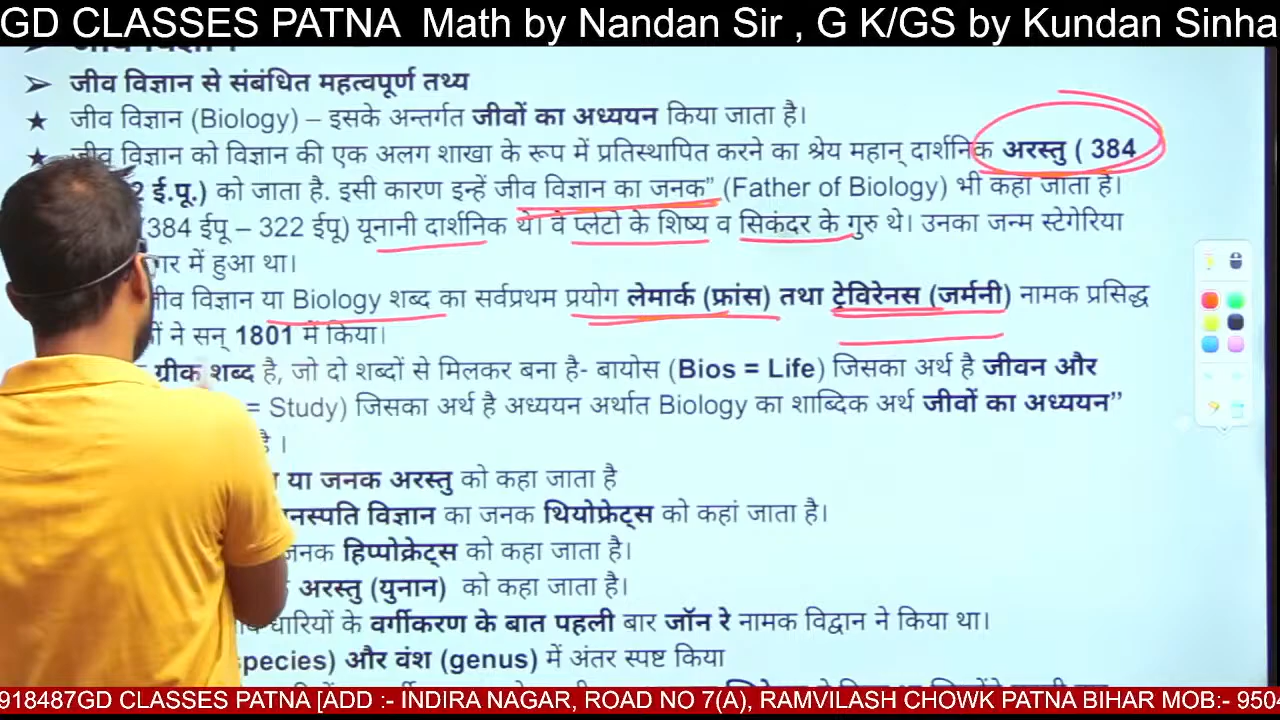 GD CLASSES PATNA Math by Nandan Sir , G K/GS by Kundan Sinha
➢ जीव विज्ञान
➢ जीव विज्ञान से संबंधित महत्वपूर्ण तथ्य
★ जीव विज्ञान (Biology) – इसके अन्तर्गत जीवों का अध्ययन किया जाता है।
★ जीव विज्ञान को विज्ञान की एक अलग शाखा के रूप में प्रतिस्थापित करने का श्रेय महान् दार्शनिक अरस्तु ( 384
2 ई.पू.) को जाता है. इसी कारण इन्हें जीव विज्ञान का जनक” (Father of Biology) भी कहा जाता है।
(384 ईपू – 322 ईपू) यूनानी दार्शनिक थे। वे प्लेटो के शिष्य व सिकंदर के गुरु थे। उनका जन्म स्टेगेरिया
में हुआ था।
जीव विज्ञान या Biology शब्द का सर्वप्रथम प्रयोग लेमार्क (फ्रांस) तथा ट्रेविरेनस (जर्मनी) नामक प्रसिद्ध
ने सन् 1801 में किया।
ग्रीक शब्द है, जो दो शब्दों से मिलकर बना है- बायोस (Bios = Life) जिसका अर्थ है जीवन और
= Study) जिसका अर्थ है अध्ययन अर्थात Biology का शाब्दिक अर्थ जीवों का अध्ययन”
है ।
या जनक अरस्तु को कहा जाता है
वनस्पति विज्ञान का जनक थियोफ्रेट्स को कहां जाता है।
जनक हिप्पोक्रेट्स को कहा जाता है।
अरस्तु (युनान) को कहा जाता है।
धारियों के वर्गीकरण के बात पहली बार जॉन रे नामक विद्वान ने किया था।
species) और वंश (genus) में अंतर स्पष्ट किया
918487GD CLASSES PATNA [ADD :- INDIRA NAGAR, ROAD NO 7(A), RAMVILASH CHOWK PATNA BIHAR MOB:- 950